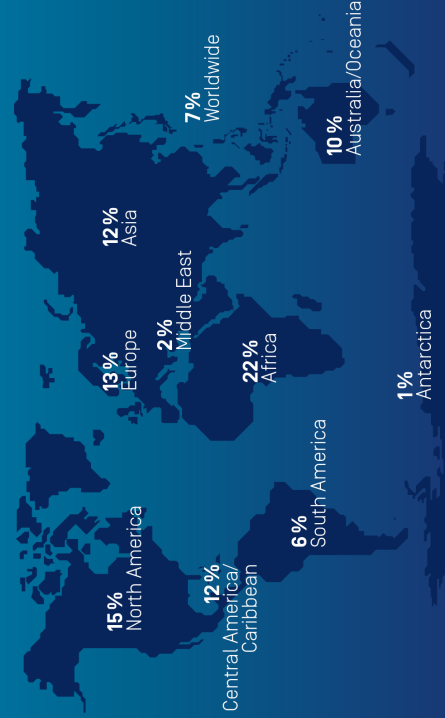 15 %
North America
12 %
Central America/
Caribbean
6 %
South America
13 %
Europe
2 %
Middle East
22 %
Africa
12 %
Asia
7 %
Worldwide
10 %
Australia/Oceania
1 %
Antarctica